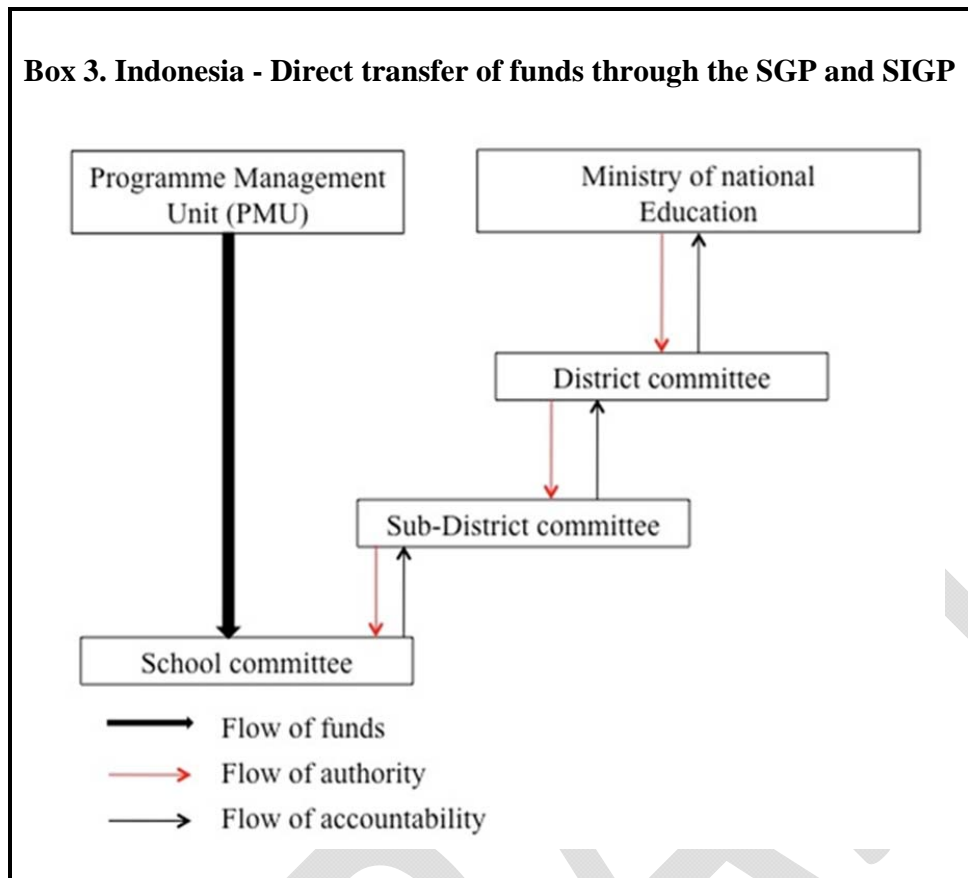 Box 3. Indonesia - Direct transfer of funds through the SGP and SIGP
Programme Management
Unit (PMU)
Ministry of national
Education
District committee
Sub-District committee
School committee
Flow of funds
Flow of authority
Flow of accountability